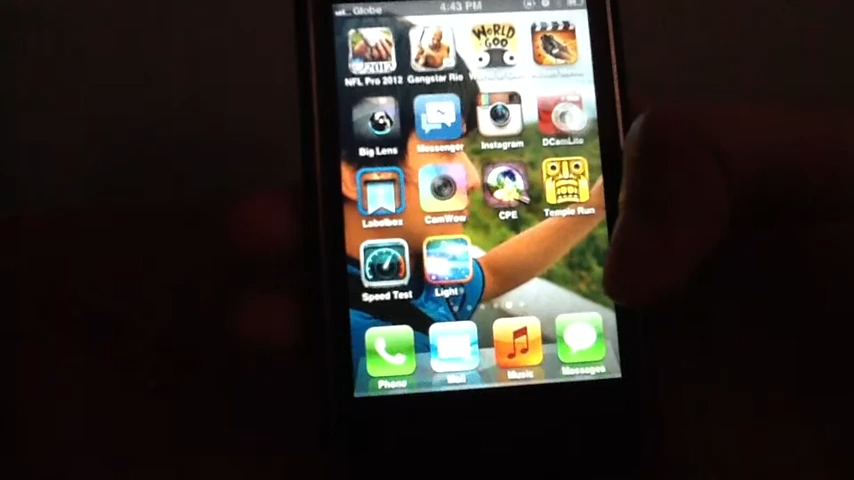 Globe 4:43 PM
NFL Pro 2012 Gangstar Rio
WORLD
GOO
2012
Big Lens Messenger Instagram DCamLite
Labelbox CamWow CPE Temple Run
Speed Test Light
Phone Mail Music Messages